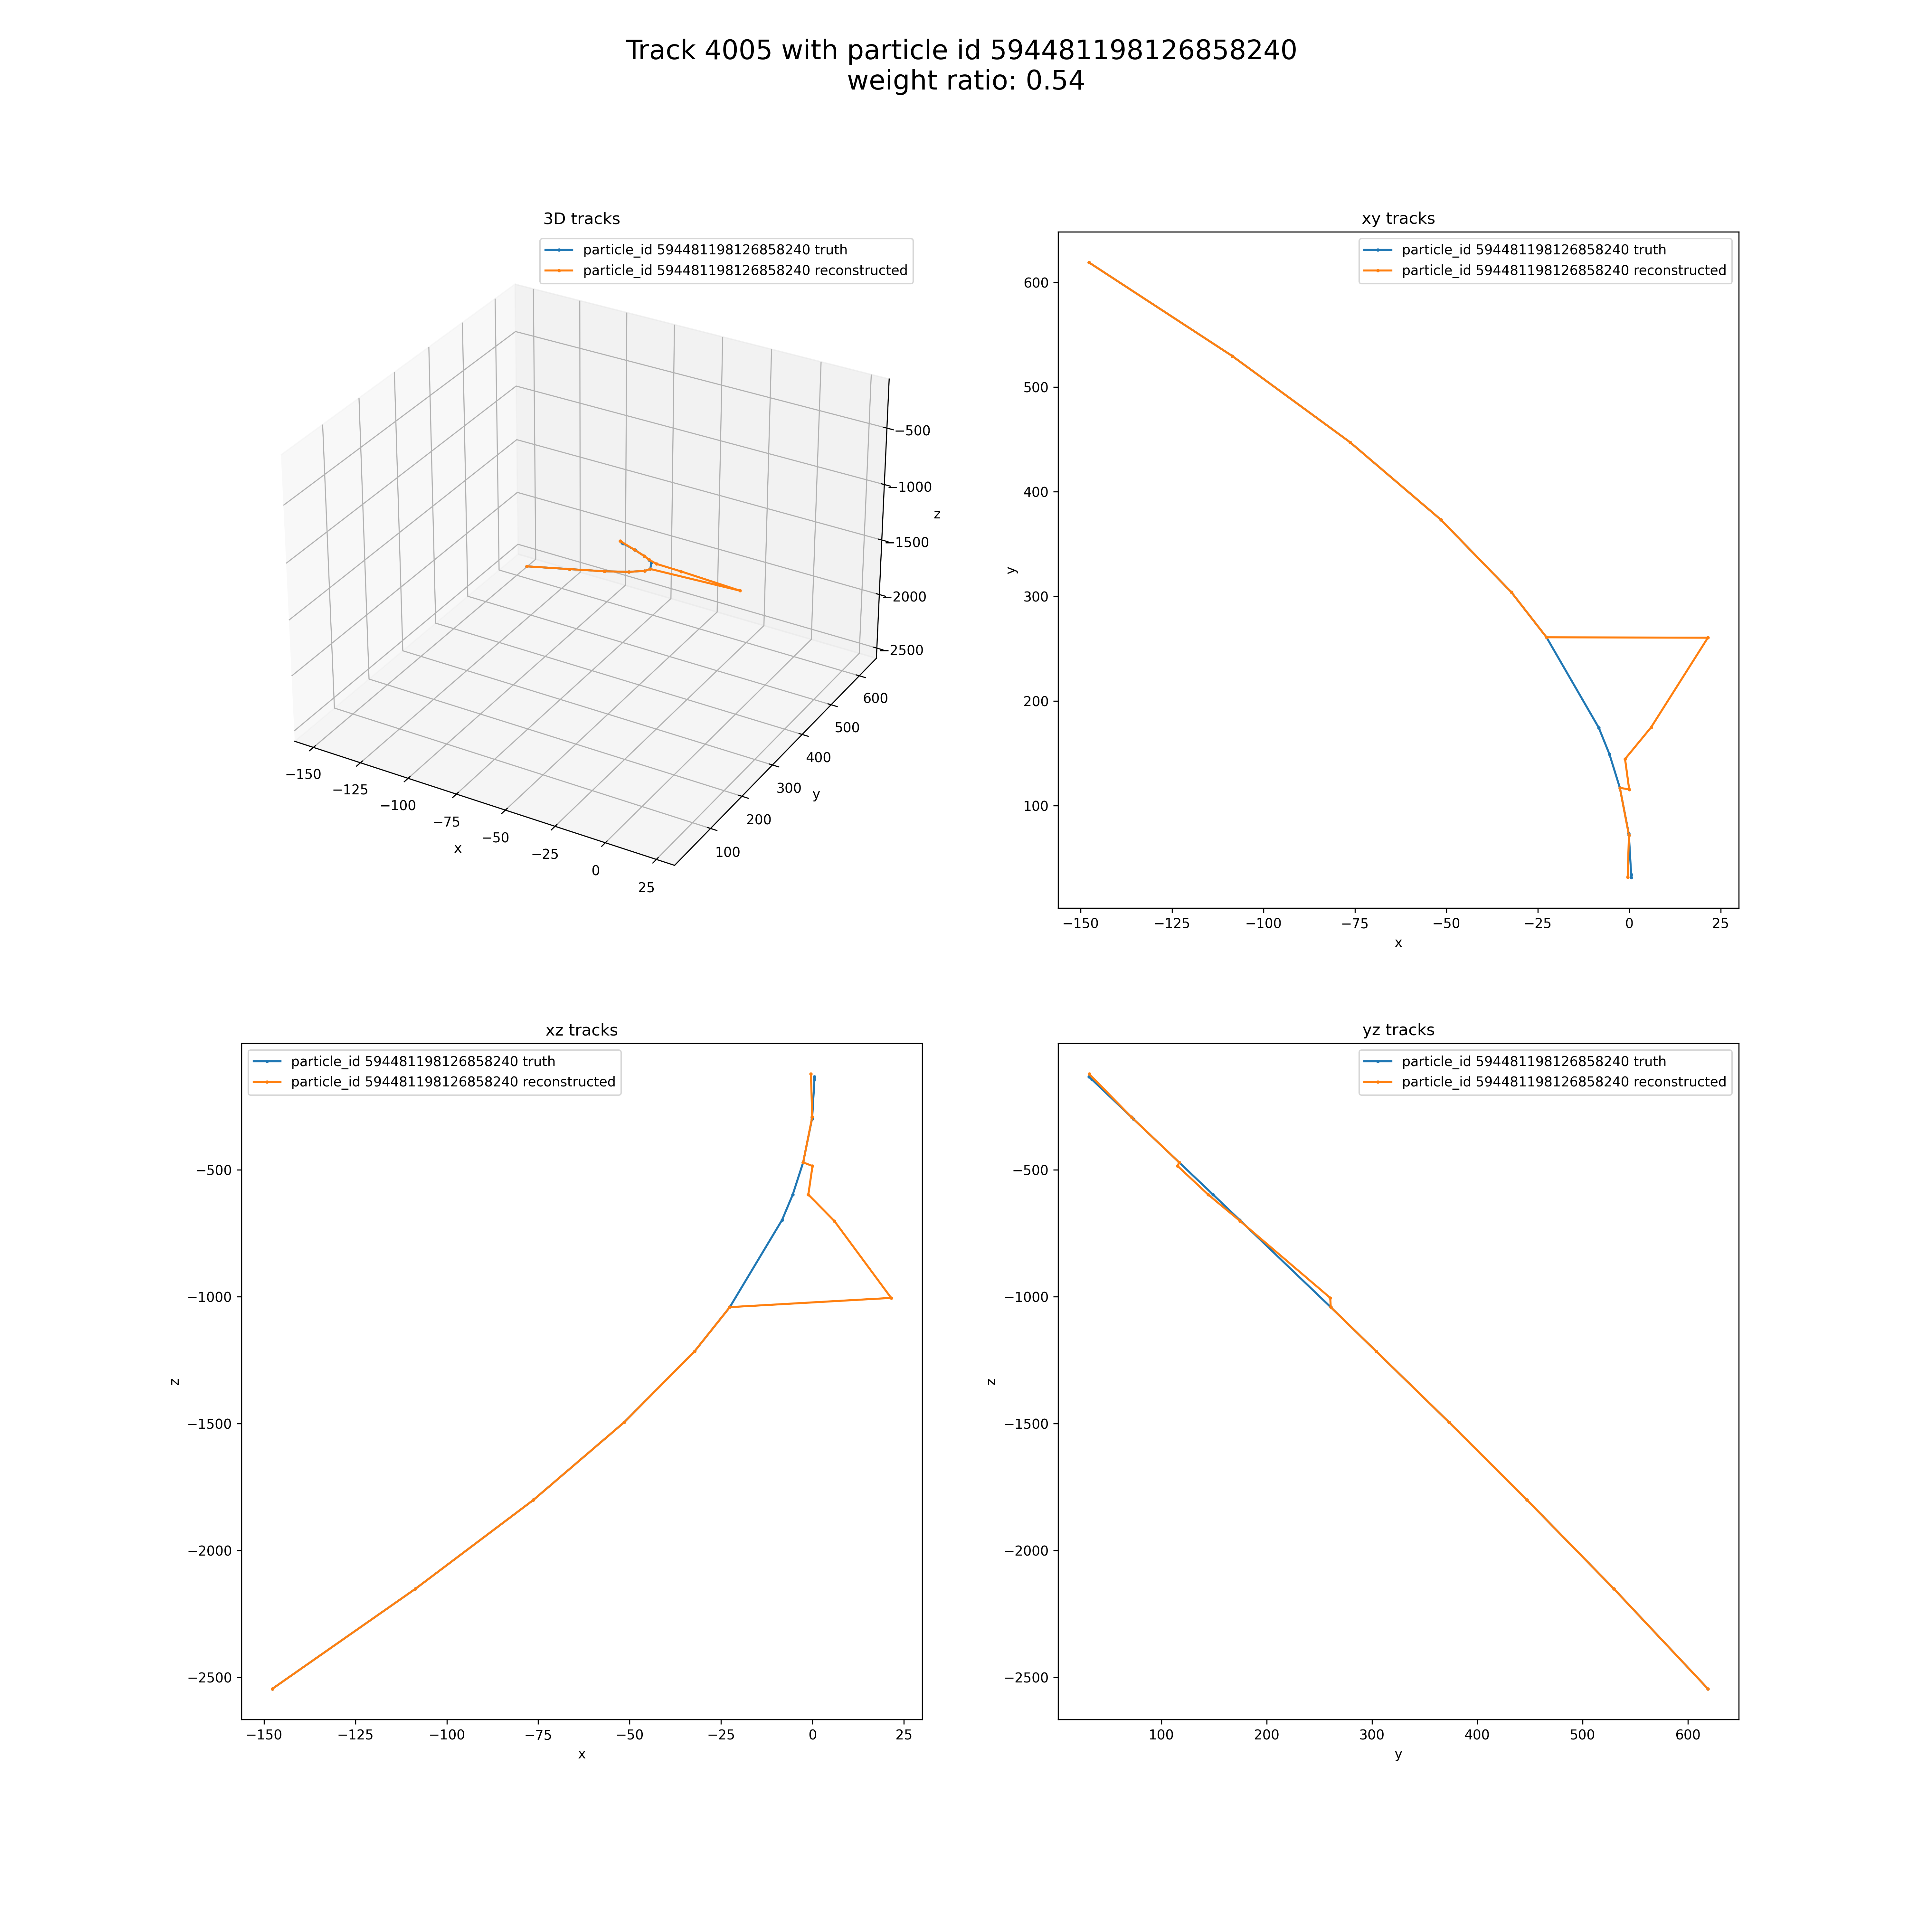 Track 4005 with particle id 594481198126858240
weight ratio: 0.54
3D tracks
particle_id 594481198126858240 truth
particle_id 594481198126858240 reconstructed
−500
−1000
z
−1500
−2000
−2500
600
500
400
300
y
200
100
−150
−125
−100
−75
x
−50
−25
0
25
xy tracks
particle_id 594481198126858240 truth
particle_id 594481198126858240 reconstructed
600
500
400
y
300
200
100
−150 −125 −100 −75 −50 −25 0 25
x
xz tracks
particle_id 594481198126858240 truth
particle_id 594481198126858240 reconstructed
−500
−1000
z
−1500
−2000
−2500
−150 −125 −100 −75 −50 −25 0 25
x
yz tracks
particle_id 594481198126858240 truth
particle_id 594481198126858240 reconstructed
−500
−1000
z
−1500
−2000
−2500
100 200 300 400 500 600
y